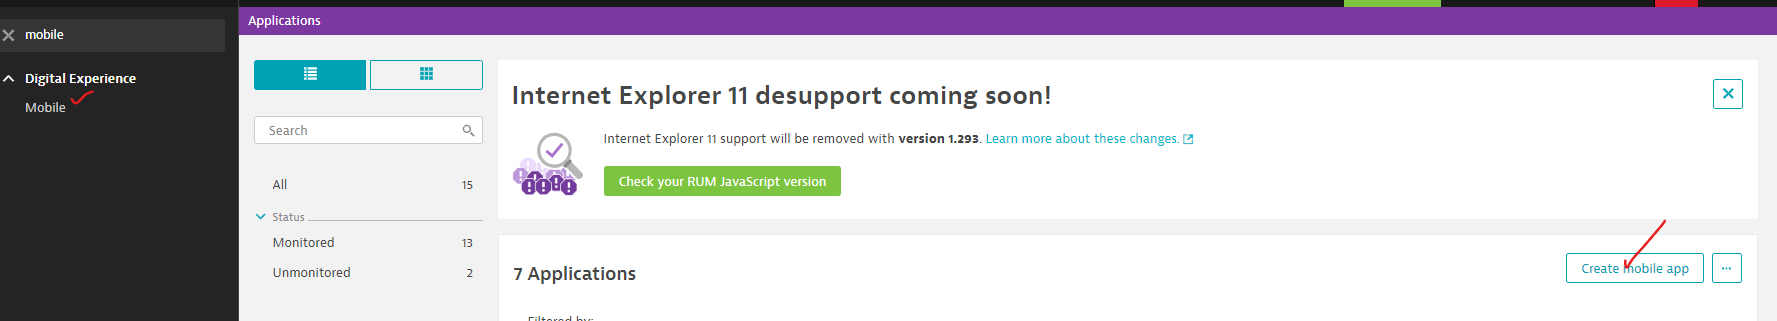 Applications
mobile
Digital Experience
Mobile
Search
All 15
Status
Monitored 13
Unmonitored 2
Internet Explorer 11 desupport coming soon!
Internet Explorer 11 support will be removed with version 1.293. Learn more about these changes.
Check your RUM JavaScript version
7 Applications
Create mobile app
...
Filtered by: